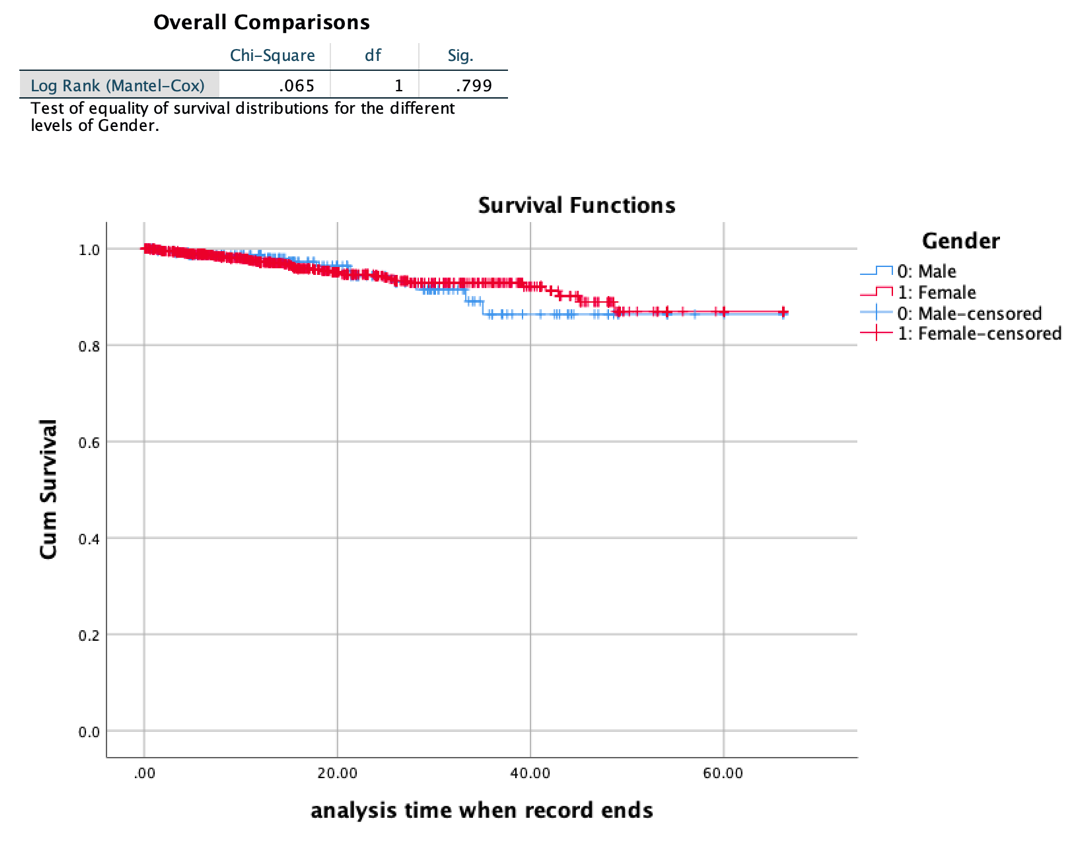 Overall Comparisons
Chi-Square df Sig.
Log Rank (Mantel-Cox) .065 1 .799
Test of equality of survival distributions for the different
levels of Gender.
Survival Functions
Gender
0: Male
1: Female
0: Male-censored
1: Female-censored
1.0
0.8
0.6
0.4
0.2
0.0
Cum Survival
.00 20.00 40.00 60.00
analysis time when record ends